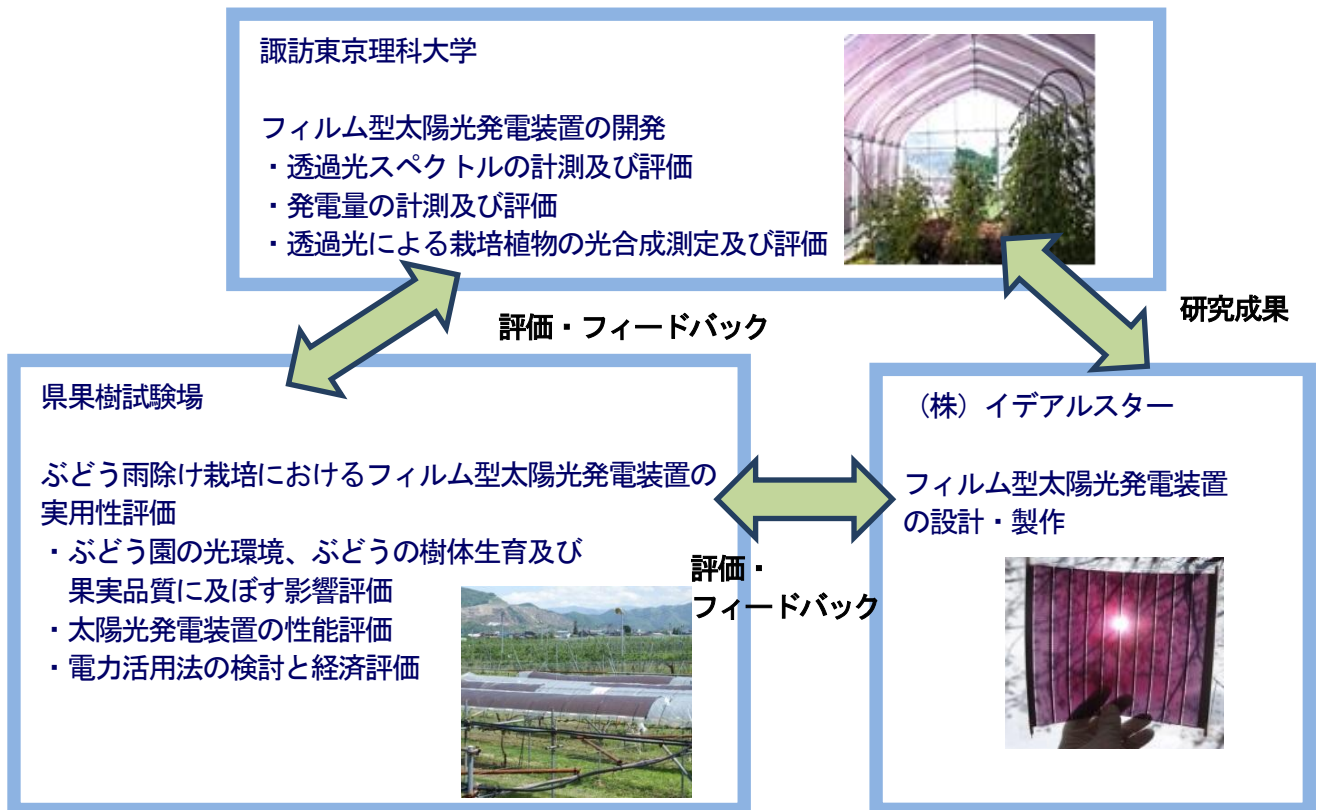 諏訪東京理科大学
フィルム型太陽光発電装置の開発
・透過光スペクトルの計測及び評価
・発電量の計測及び評価
・透過光による栽培植物の光合成測定及び評価
評価・フィードバック
研究成果
県果樹試験場
ぶどう雨除け栽培におけるフィルム型太陽光発電装置の
実用性評価
・ぶどう園の光環境、ぶどうの樹体生育及び
果実品質に及ぼす影響評価
・太陽光発電装置の性能評価
・電力活用法の検討と経済評価
評価・
フィードバック
（株）イデアルスター
フィルム型太陽光発電装置
の設計・製作